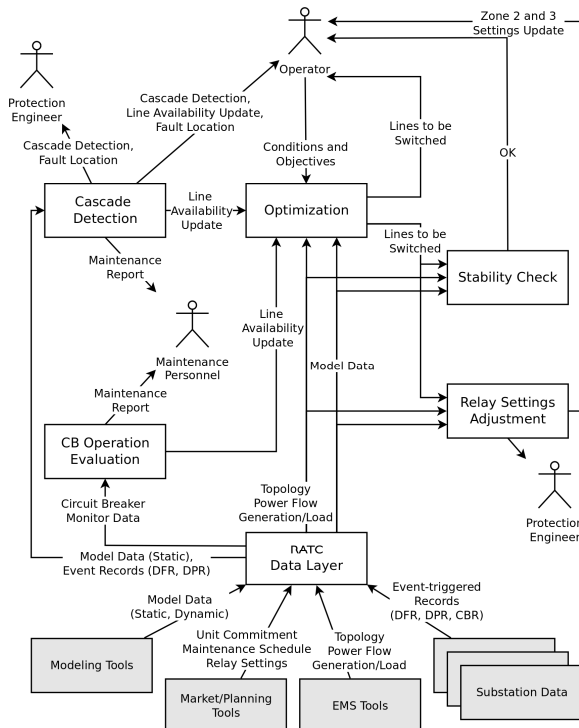 Zone 2 and 3
Settings Update
Operator
Protection
Engineer
Cascade Detection,
Line Availability Update,
Fault Location
Cascade Detection,
Fault Location
Conditions and
Objectives
Lines to be
Switched
OK
Cascade
Detection
Line
Availability
Update
Optimization
Lines to be
Switched
Stability Check
Maintenance
Report
Maintenance
Personnel
Line
Availability
Update
Model Data
Maintenance
Report
Relay Settings
Adjustment
CB Operation
Evaluation
Circuit Breaker
Monitor Data
Topology
Power Flow
Generation/Load
Protection
Engineer
Model Data (Static),
Event Records (DFR, DPR)
RATC
Data Layer
Model Data
(Static, Dynamic)
Event-triggered
Records
(DFR, DPR, CBR)
Unit Commitment
Maintenance Schedule
Relay Settings
Topology
Power Flow
Generation/Load
Modeling Tools
Market/Planning
Tools
EMS Tools
Substation Data